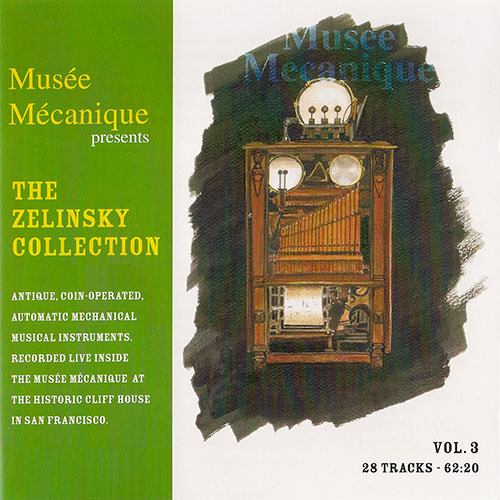 Musée
Mécanique
presents
THE
ZELINSKY
COLLECTION
ANTIQUE, COIN-OPERATED,
AUTOMATIC MECHANICAL
MUSICAL INSTRUMENTS.
RECORDED LIVE INSIDE
THE MUSÉE MÉCANIQUE AT
THE HISTORIC CLIFF HOUSE
IN SAN FRANCISCO.
Musée
Mécanique
VOL. 3
28 TRACKS - 62:20